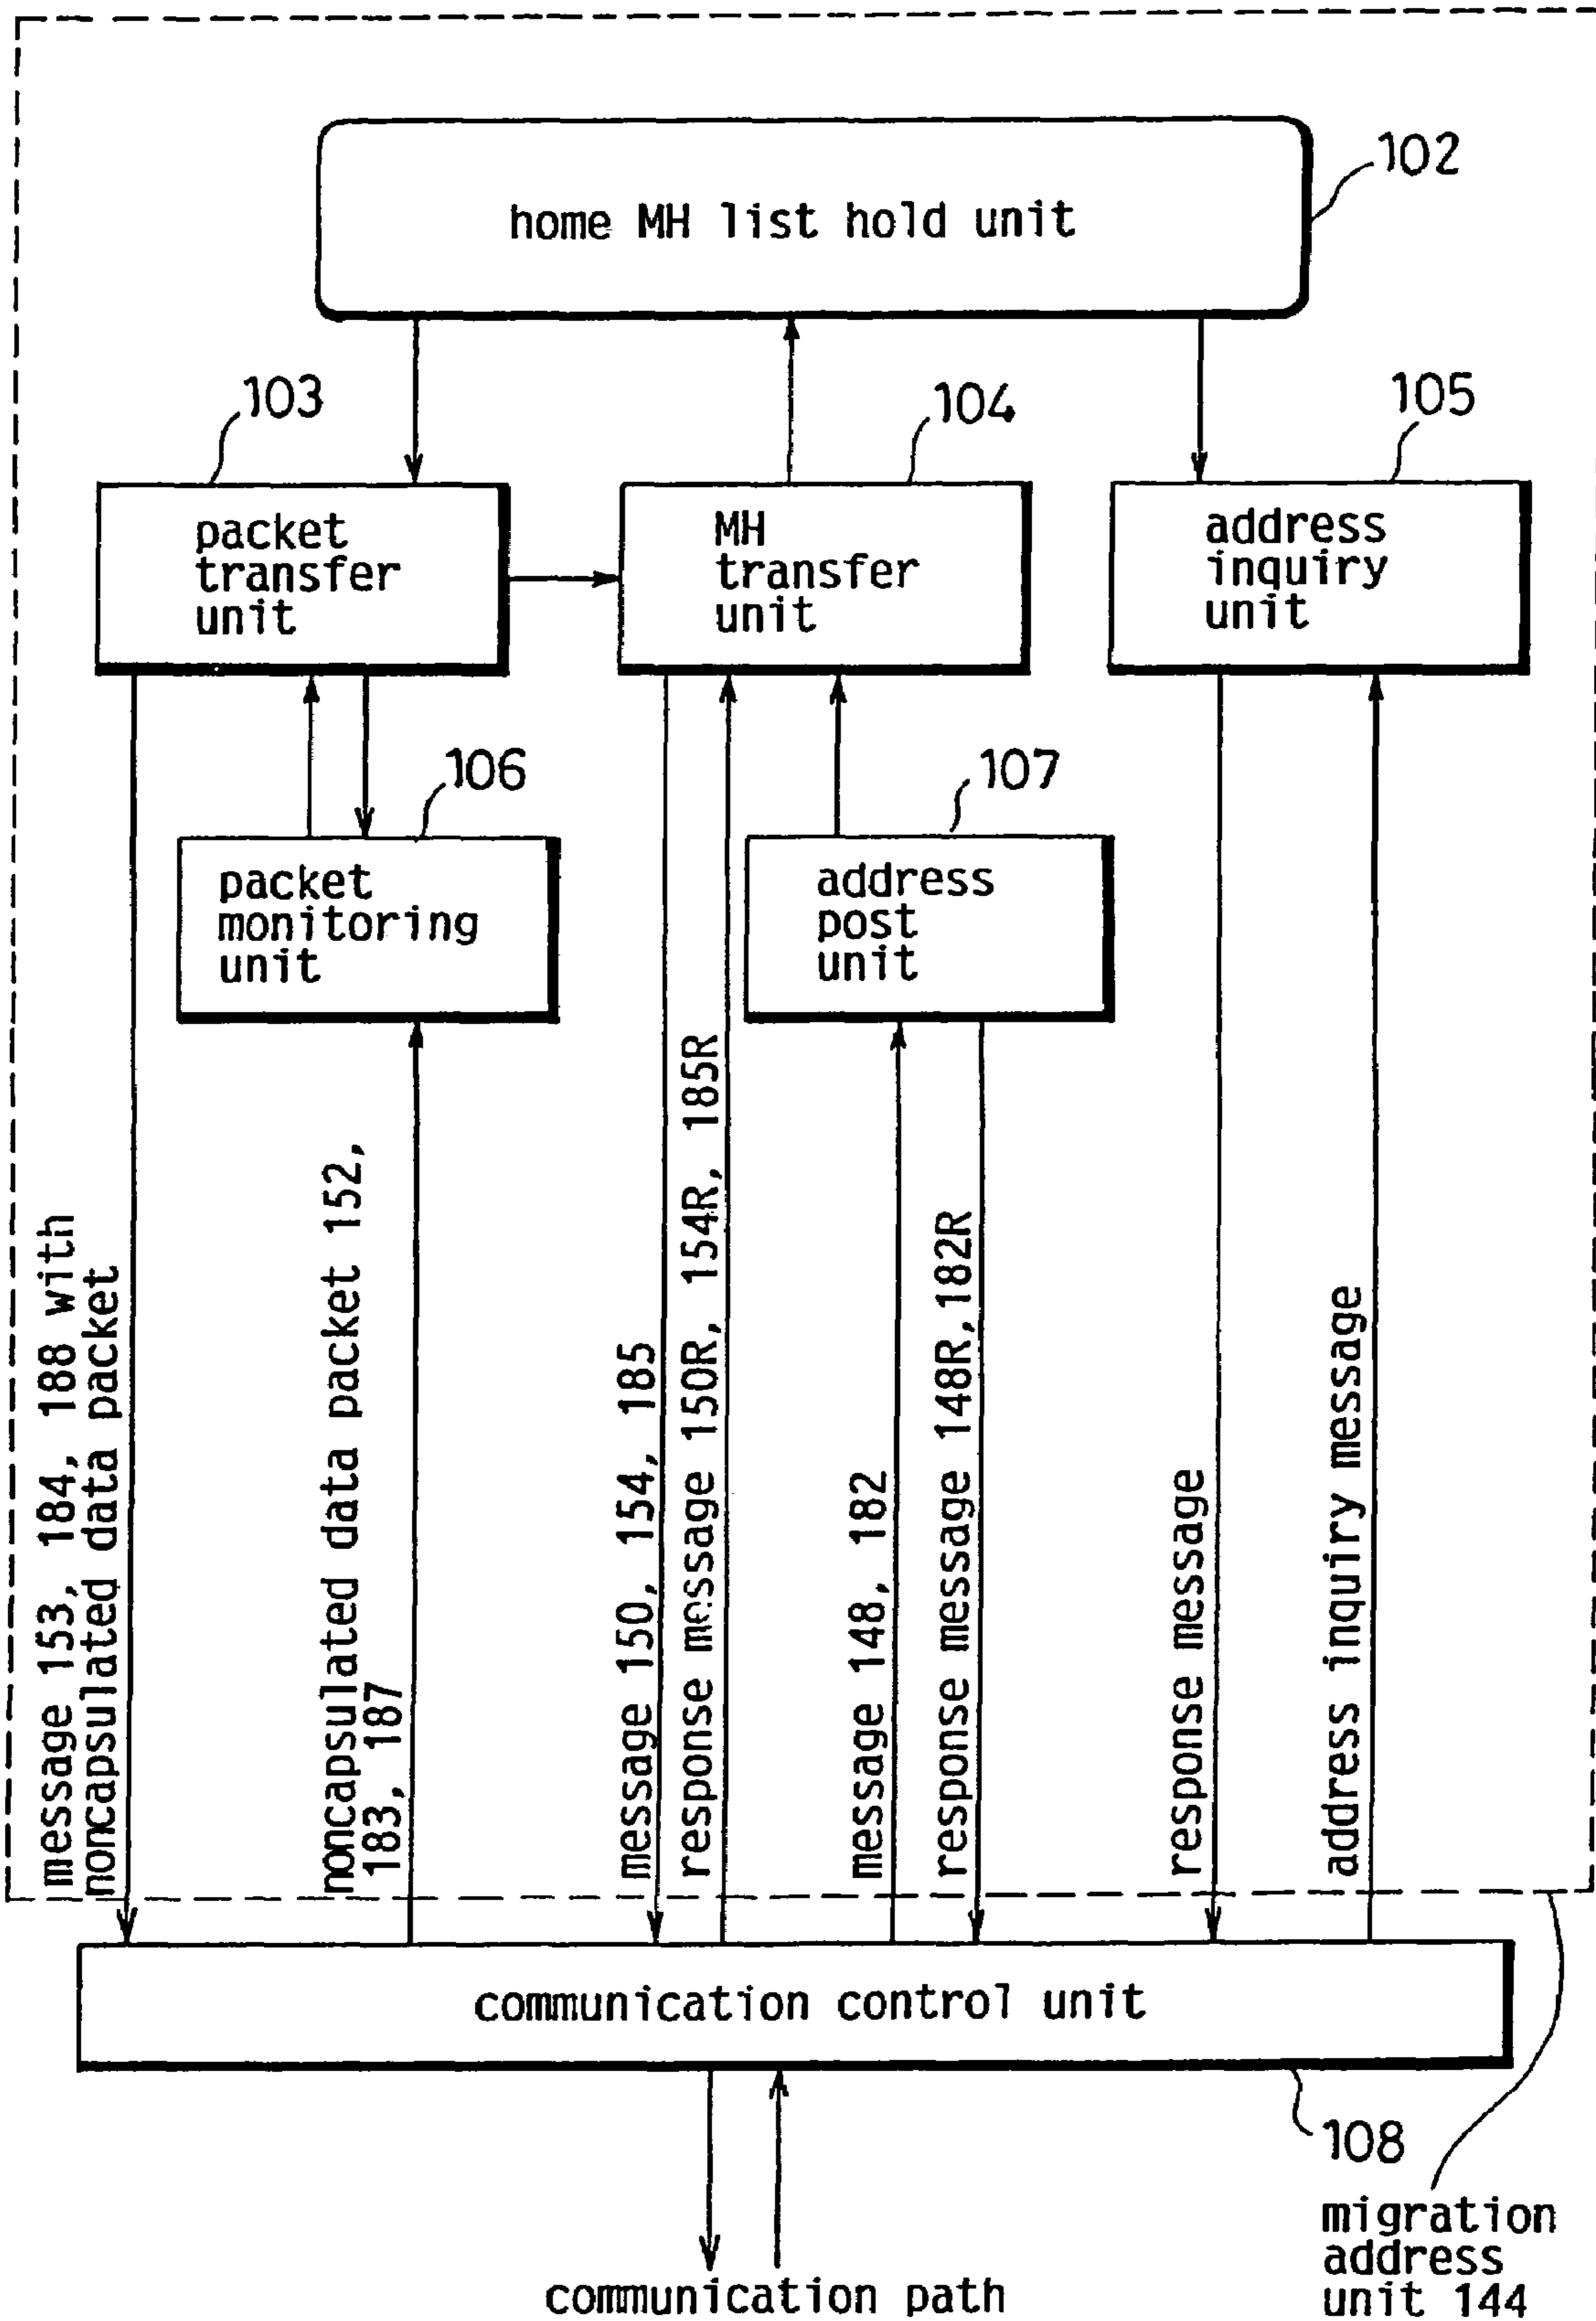 102
home MH list hold unit
103
104
105
packet
transfer
unit
MH
transfer
unit
address
inquiry
unit
106
107
packet
monitoring
unit
address
post
unit
message 153, 184, 188 with
noncapsulated data packet
noncapsulated data packet 152,
183, 187
message 150, 154, 185
response message 150R, 154R, 185R
message 148, 182
response message 148R,182R
response message
address inquiry message
communication control unit
108
migration
address
unit 144
communication path